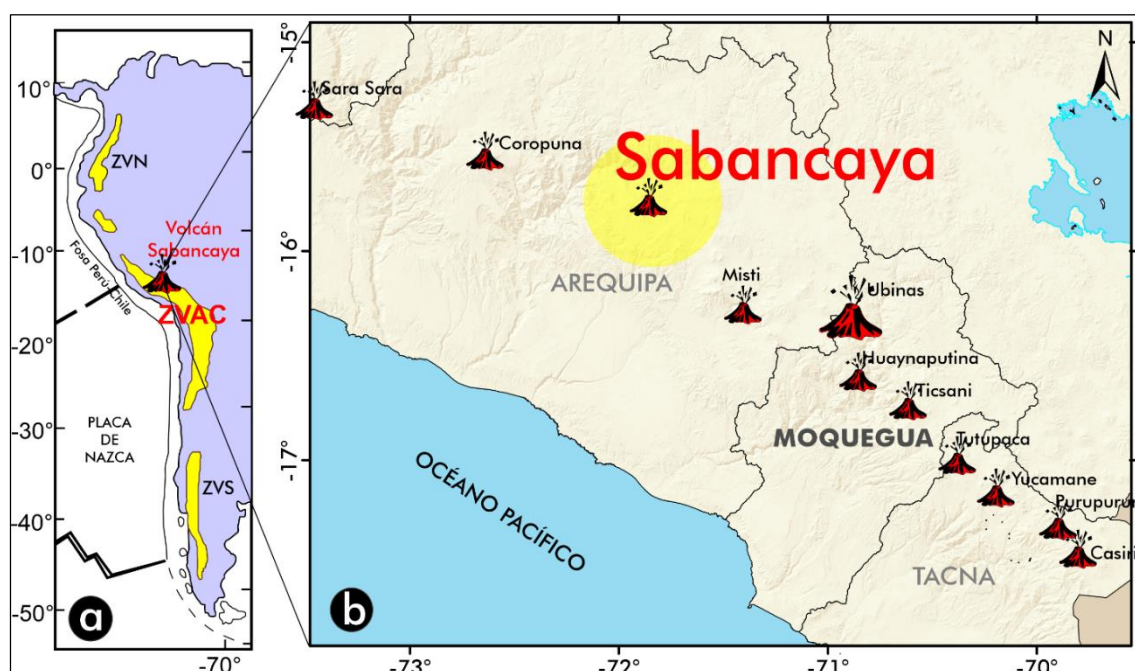 10°
0°
-10°
-20°
-30°
-40°
-50°
-70°
ZVN
Volcán
Sabancaya
Fosa Perú-Chile
ZVAC
PLACA
DE
NAZCA
ZVS
a
-15°
-16°
-17°
-73°
-72°
-71°
-70°
N
Sara Sara
Coropuna
Sabancaya
AREQUIPA
Misti
Ubinas
Huaynaputina
Ticsani
MOQUEGUA
Tutupaca
Yucamane
Purupurun
Casiri
TACNA
OCÉANO PACÍFICO
b